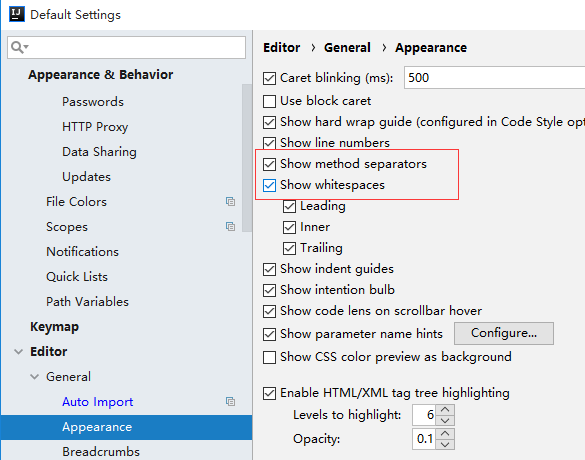 IJ
Default Settings
Appearance & Behavior
Passwords
HTTP Proxy
Data Sharing
Updates
File Colors
Scopes
Notifications
Quick Lists
Path Variables
Keymap
Editor
General
Auto Import
Appearance
Breadcrumbs
Editor › General › Appearance
Caret blinking (ms): 500
Use block caret
Show hard wrap guide (configured in Code Style opt
Show line numbers
Show method separators
Show whitespaces
Leading
Inner
Trailing
Show indent guides
Show intention bulb
Show code lens on scrollbar hover
Show parameter name hints Configure...
Show CSS color preview as background
Enable HTML/XML tag tree highlighting
Levels to highlight: 6
Opacity: 0.1